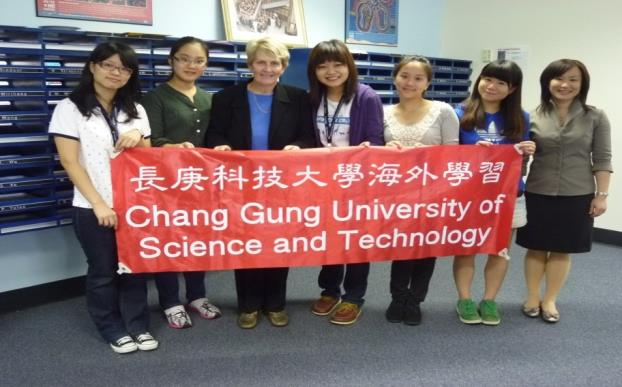 長庚科技大學海外學習
Chang Gung University of
Science and Technology